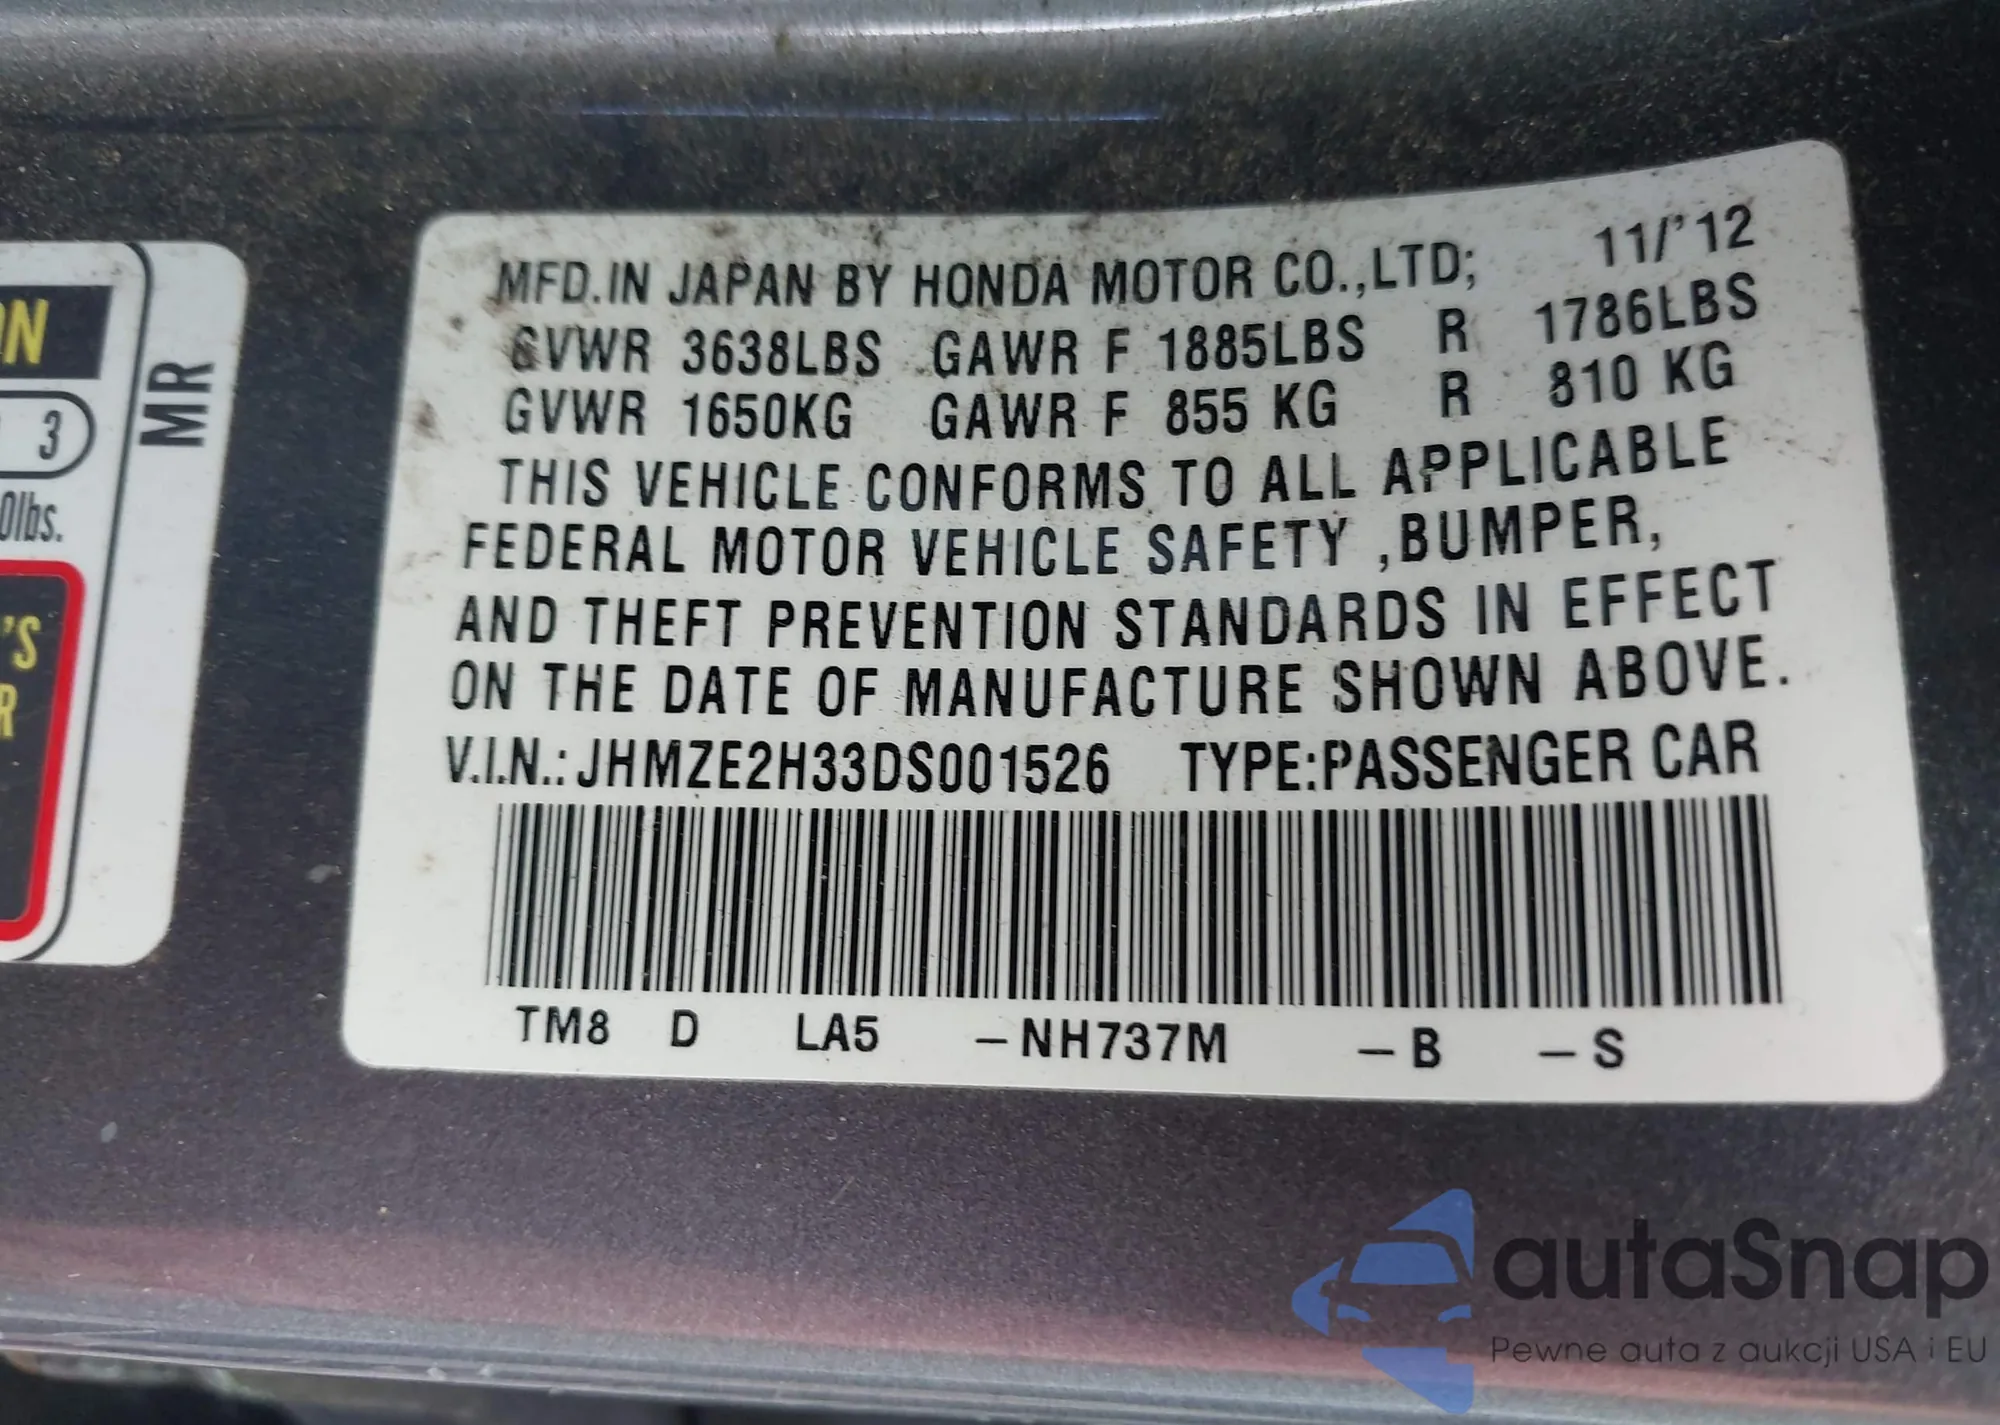 ON
3
0lbs.
'S
R
MR
MFD.IN JAPAN BY HONDA MOTOR CO.,LTD; 11/'12
GVWR 3638LBS GAWR F 1885LBS R 1786LBS
GVWR 1650KG GAWR F 855 KG R 810 KG
THIS VEHICLE CONFORMS TO ALL APPLICABLE
FEDERAL MOTOR VEHICLE SAFETY ,BUMPER,
AND THEFT PREVENTION STANDARDS IN EFFECT
ON THE DATE OF MANUFACTURE SHOWN ABOVE.
V.I.N.:JHMZE2H33DS001526 TYPE:PASSENGER CAR
TM8 D LA5 –NH737M –B –S
autaSnap
Pewne auta z aukcji USA i EU